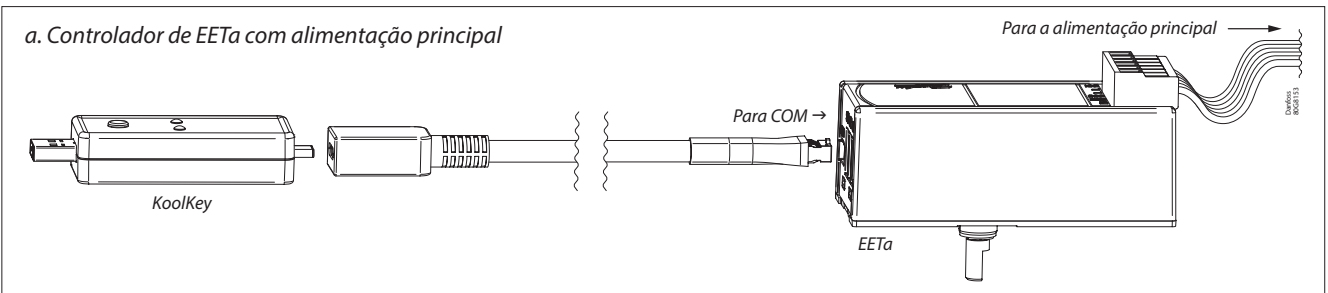 a. Controlador de EETa com alimentação principal
Para a alimentação principal
Danfoss
80G8153
Para COM →
KoolKey
EETa